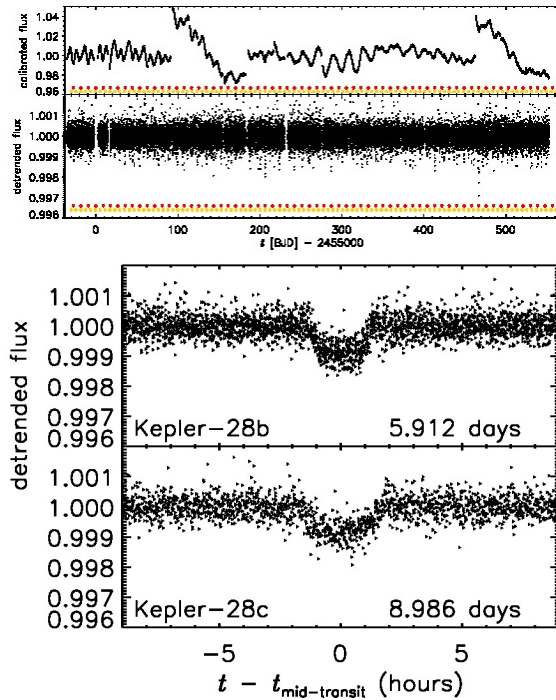 calibrated flux
1.04
1.02
1.00
0.98
0.96
detrended flux
1.001
1.000
0.999
0.998
0.997
0.996
0 100 200 300 400 500
t [BJD] - 2455000
detrended flux
1.001
1.000
0.999
0.998
0.997
0.996
Kepler-28b 5.912 days
1.001
1.000
0.999
0.998
0.997
0.996
Kepler-28c 8.986 days
-5 0 5
t - tmid-transit (hours)